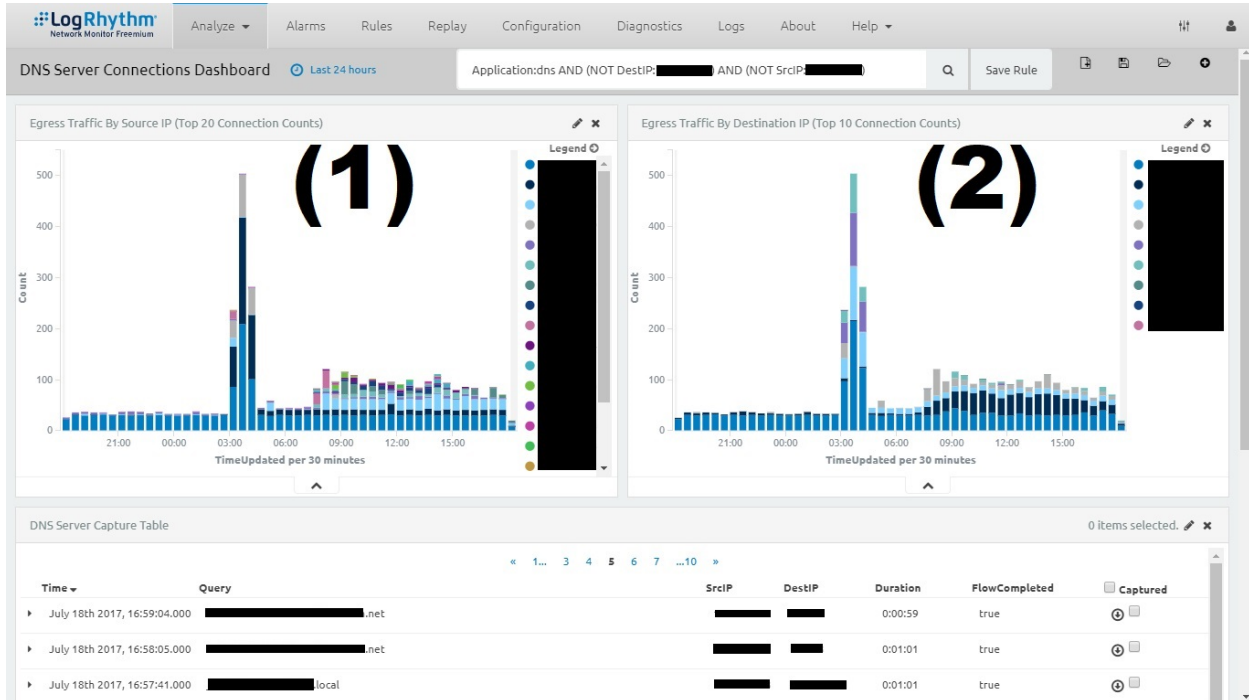 LogRhythm
Network Monitor Freemium
Analyze
Alarms
Rules
Replay
Configuration
Diagnostics
Logs
About
Help
DNS Server Connections Dashboard
Last 24 hours
Application:dns AND (NOT DestIP: ) AND (NOT SrcIP: )
Save Rule
Egress Traffic By Source IP (Top 20 Connection Counts)
(1)
Legend
500
400
300
200
100
0
Count
21:00 00:00 03:00 06:00 09:00 12:00 15:00
TimeUpdated per 30 minutes
Egress Traffic By Destination IP (Top 10 Connection Counts)
(2)
Legend
500
400
300
200
100
0
Count
21:00 00:00 03:00 06:00 09:00 12:00 15:00
TimeUpdated per 30 minutes
DNS Server Capture Table
0 items selected.
« 1... 3 4 5 6 7 ...10 »
Time Query SrcIP DestIP Duration FlowCompleted Captured
July 18th 2017, 16:59:04.000 .net 0:00:59 true
July 18th 2017, 16:58:05.000 .net 0:01:01 true
July 18th 2017, 16:57:41.000 .local 0:01:01 true